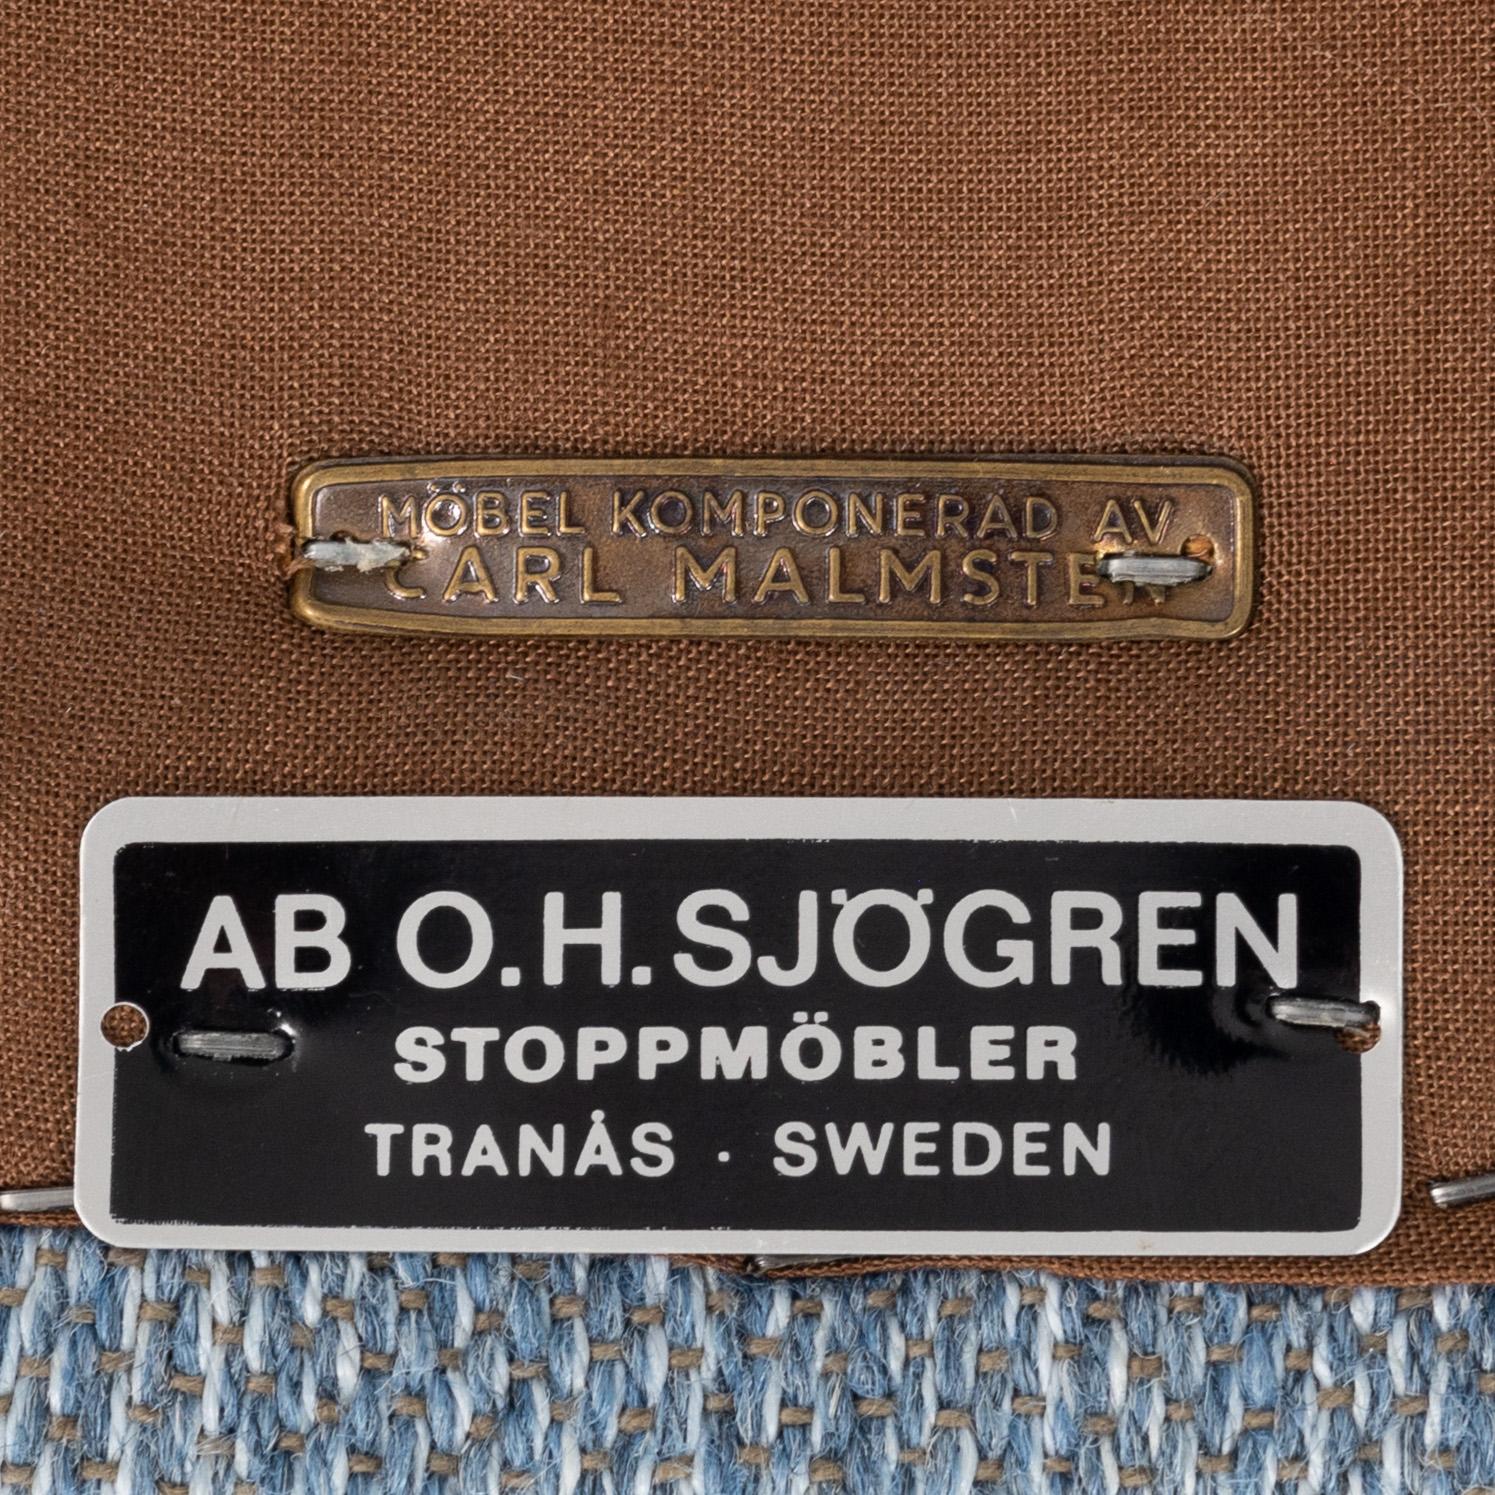 MÖBEL KOMPONERAD AV
CARL MALMSTEN
AB O.H. SJÖGREN
STOPPMÖBLER
TRANÅS · SWEDEN